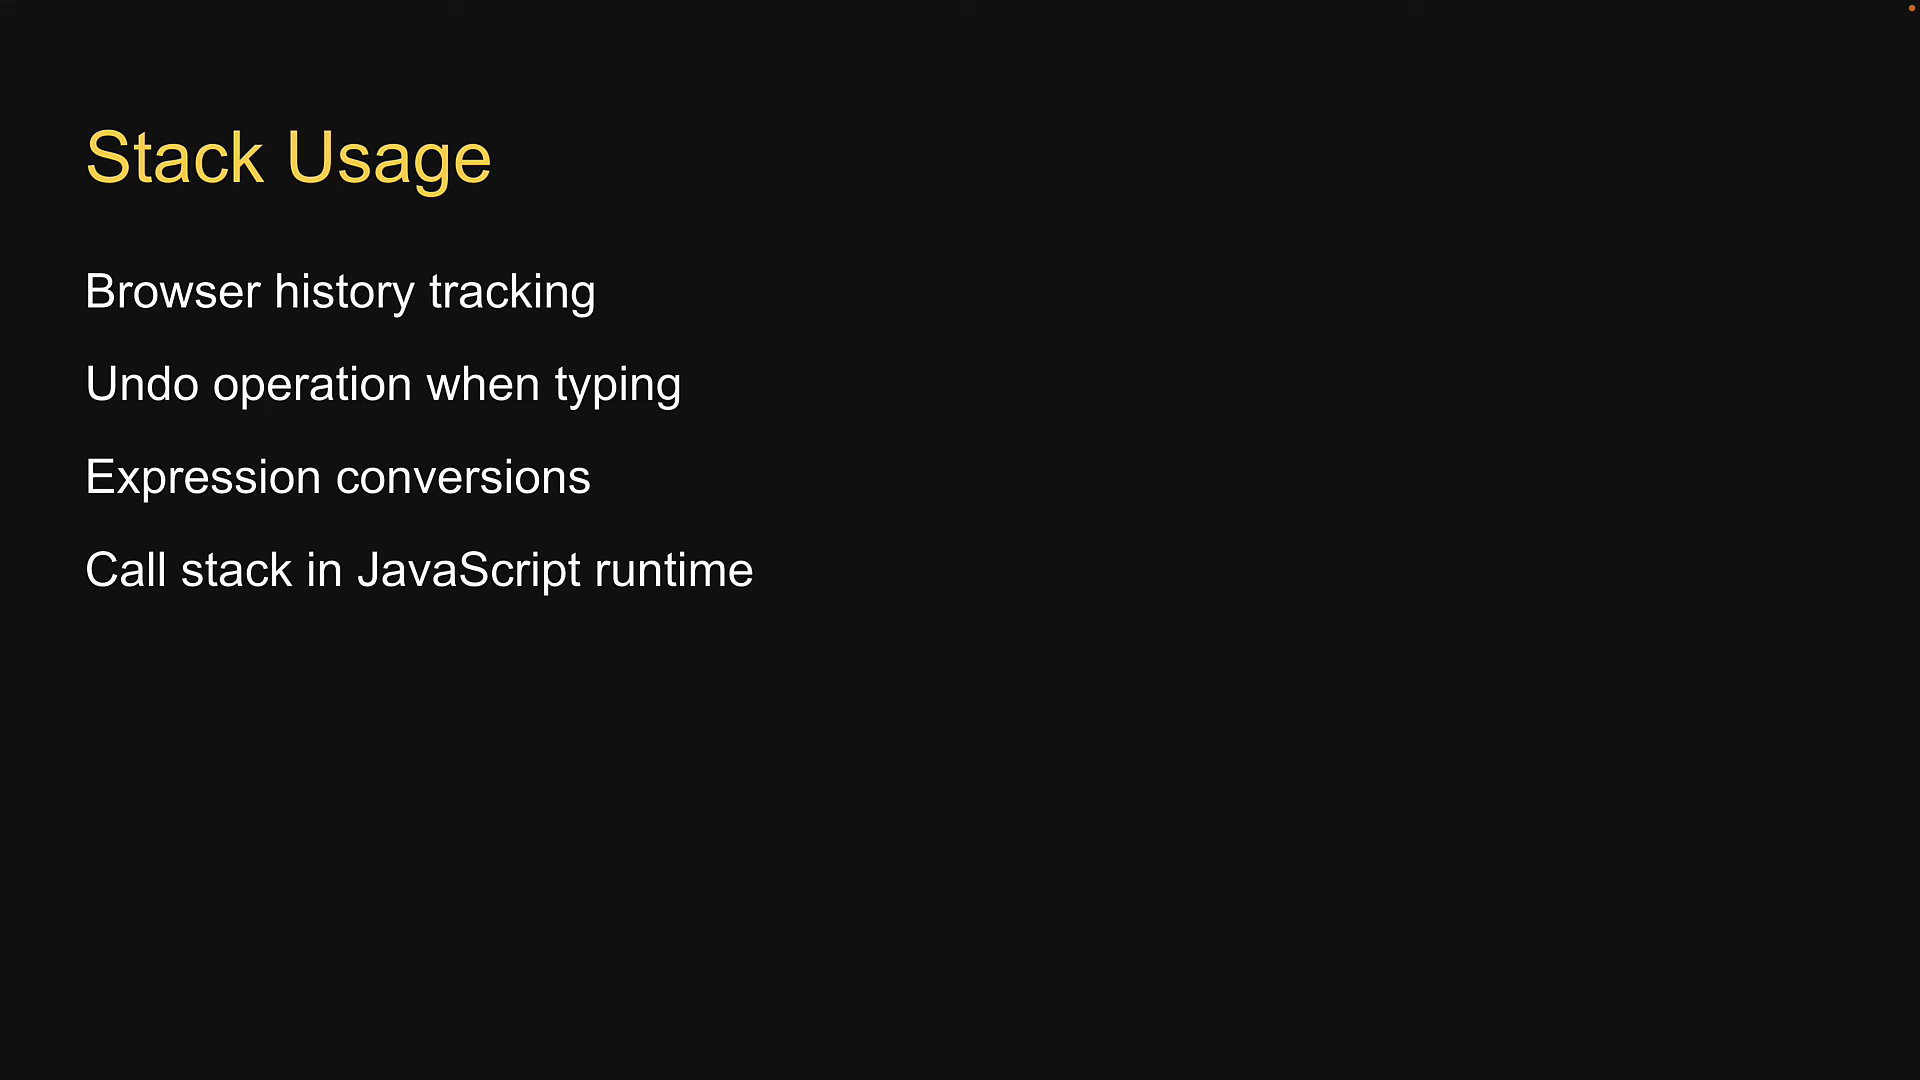 Stack Usage
Browser history tracking
Undo operation when typing
Expression conversions
Call stack in JavaScript runtime